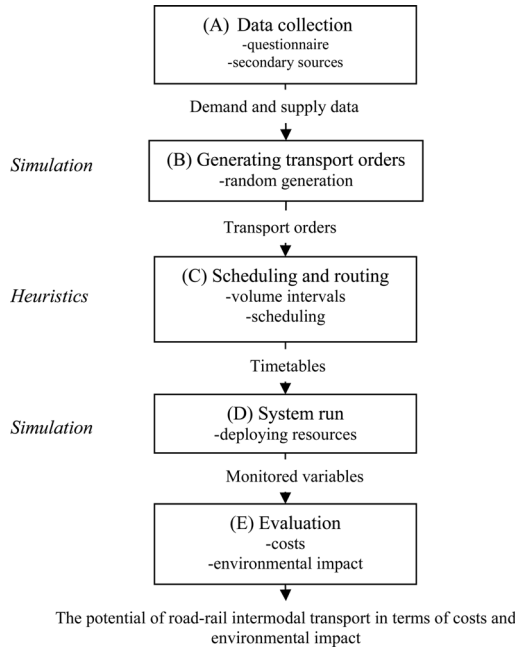 (A) Data collection
-questionnaire
-secondary sources
Demand and supply data
Simulation
(B) Generating transport orders
-random generation
Transport orders
Heuristics
(C) Scheduling and routing
-volume intervals
-scheduling
Timetables
Simulation
(D) System run
-deploying resources
Monitored variables
(E) Evaluation
-costs
-environmental impact
The potential of road-rail intermodal transport in terms of costs and
environmental impact